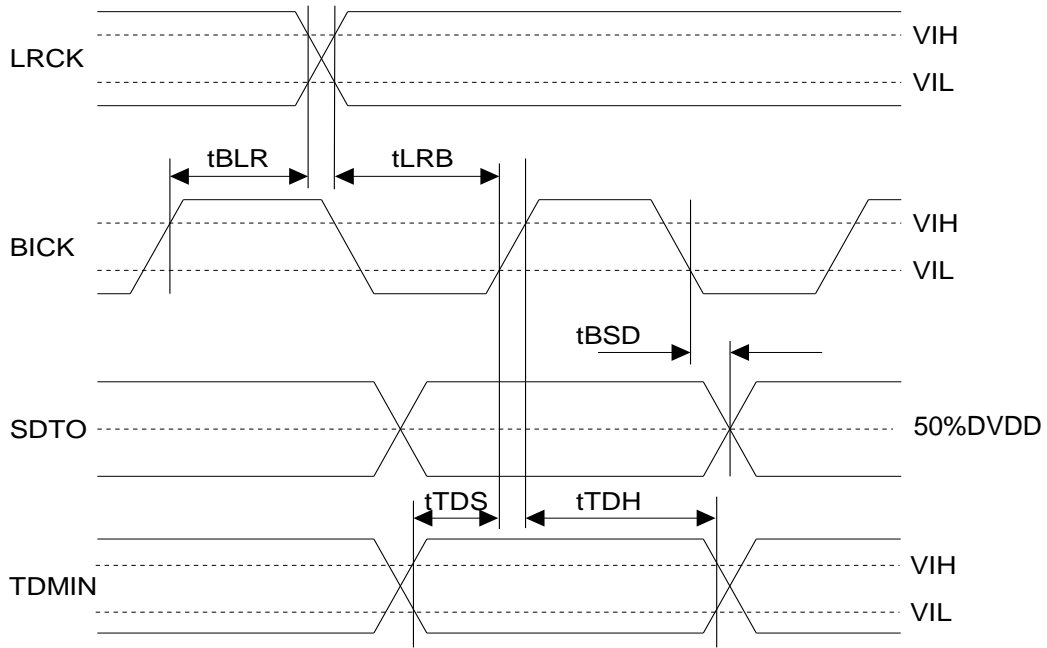 LRCK
VIH
VIL
tBLR
tLRB
BICK
VIH
VIL
tBSD
SDTO
50%DVDD
tTDS
tTDH
TDMIN
VIH
VIL